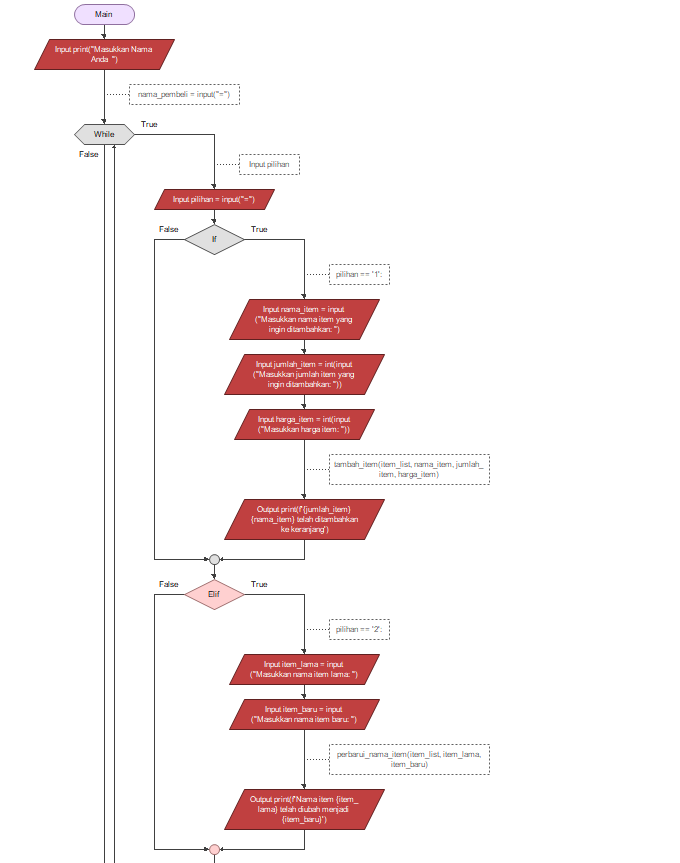 Main
Input print("Masukkan Nama
Anda ")
nama_pembeli = input("=")
While
True
False
Input pilihan
Input pilihan = input("=")
False
True
If
pilihan == "1":
Input nama_item = input
("Masukkan nama item yang
ingin ditambahkan: ")
Input jumlah_item = int(input
("Masukkan jumlah item yang
ingin ditambahkan: "))
Input harga_item = int(input
("Masukkan harga item: "))
tambah_item(item_list, nama_item, jumlah_
item, harga_item)
Output print(f"{jumlah_item}
{nama_item} telah ditambahkan
ke keranjang")
False
True
Elif
pilihan == "2":
Input item_lama = input
("Masukkan nama item lama: ")
Input item_baru = input
("Masukkan nama item baru: ")
perbarui_nama_item(item_list, item_lama,
item_baru)
Output print(f"Nama item {item_
lama} telah diubah menjadi
{item_baru}")